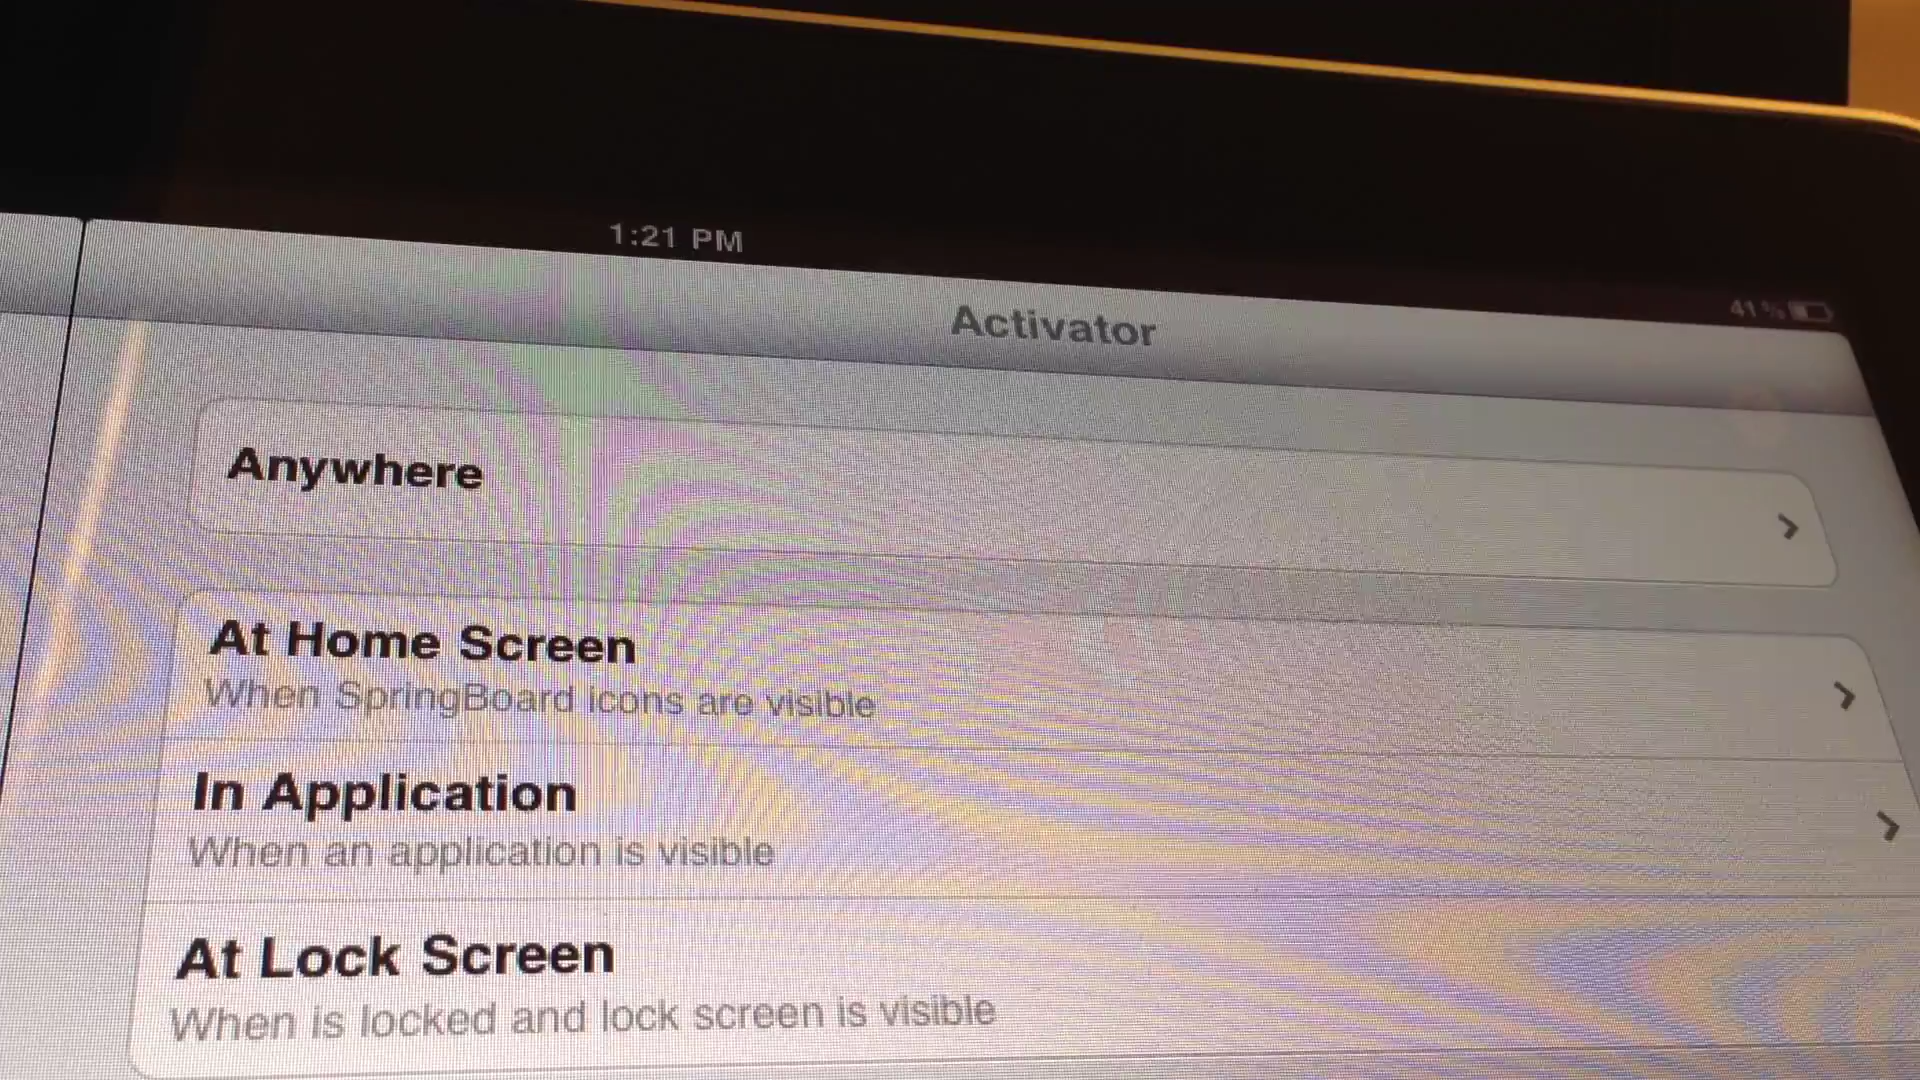 1:21 PM
41%
Activator
Anywhere
At Home Screen
When SpringBoard icons are visible
In Application
When an application is visible
At Lock Screen
When is locked and lock screen is visible